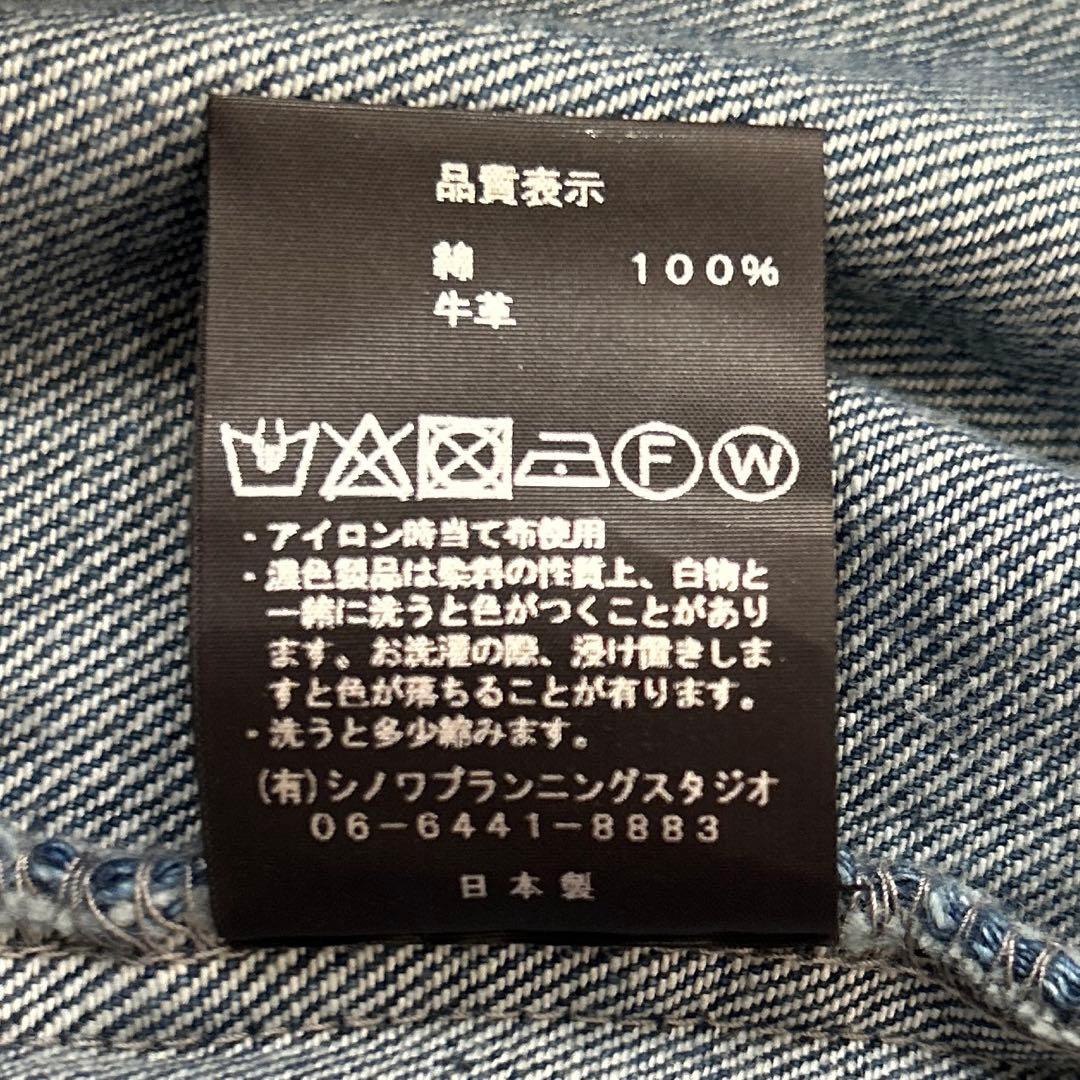 品質表示
綿 100%
牛革
F W
・アイロン時当て布使用
・濃色製品は染料の性質上、白物と
一緒に洗うと色がつくことがあり
ます。お洗濯の際、浸け置きしま
すと色が落ちることが有ります。
・洗うと多少縮みます。
(有)シノワプランニングスタジオ
06-6441-8883
日本製